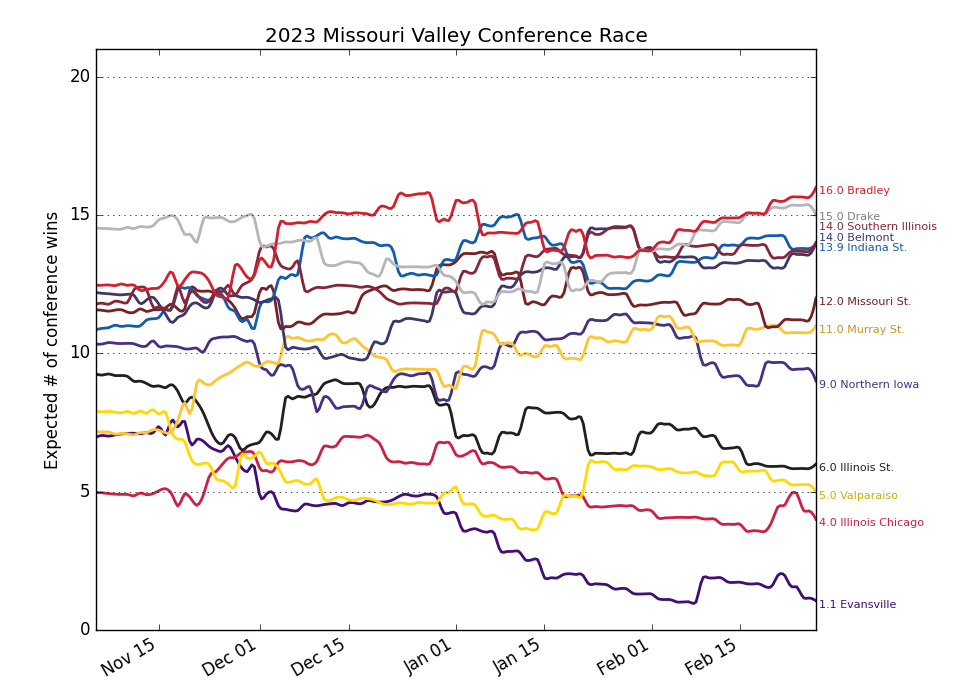 2023 Missouri Valley Conference Race
Expected # of conference wins
20
15
10
5
0
Nov 15
Dec 01
Dec 15
Jan 01
Jan 15
Feb 01
Feb 15
16.0 Bradley
15.0 Drake
14.0 Southern Illinois
14.0 Belmont
13.9 Indiana St.
12.0 Missouri St.
11.0 Murray St.
9.0 Northern Iowa
6.0 Illinois St.
5.0 Valparaiso
4.0 Illinois Chicago
1.1 Evansville